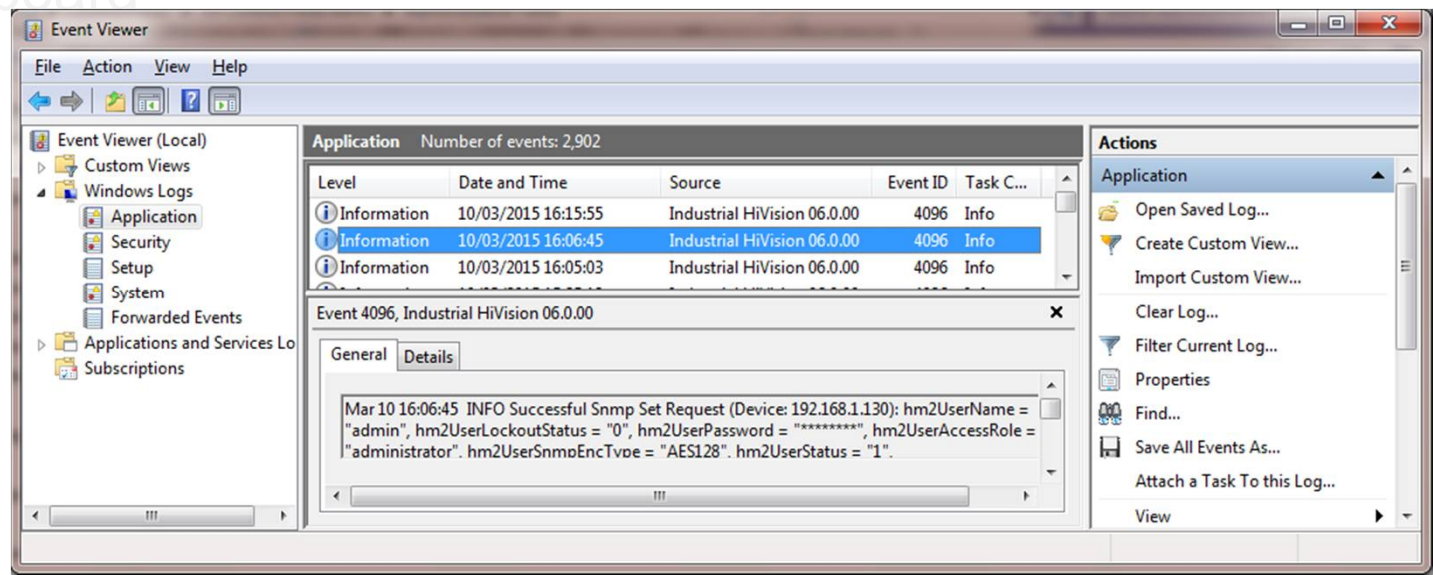 Event Viewer
File Action View Help
Event Viewer (Local)
Custom Views
Windows Logs
Application
Security
Setup
System
Forwarded Events
Applications and Services Lo
Subscriptions
Application Number of events: 2,902
Level Date and Time Source Event ID Task C...
Information 10/03/2015 16:15:55 Industrial HiVision 06.0.00 4096 Info
Information 10/03/2015 16:06:45 Industrial HiVision 06.0.00 4096 Info
Information 10/03/2015 16:05:03 Industrial HiVision 06.0.00 4096 Info
Event 4096, Industrial HiVision 06.0.00
General Details
Mar 10 16:06:45 INFO Successful Snmp Set Request (Device: 192.168.1.130): hm2UserName =
"admin", hm2UserLockoutStatus = "0", hm2UserPassword = "********", hm2UserAccessRole =
"administrator", hm2UserSnmpEncType = "AES128", hm2UserStatus = "1",
Actions
Application
Open Saved Log...
Create Custom View...
Import Custom View...
Clear Log...
Filter Current Log...
Properties
Find...
Save All Events As...
Attach a Task To this Log...
View